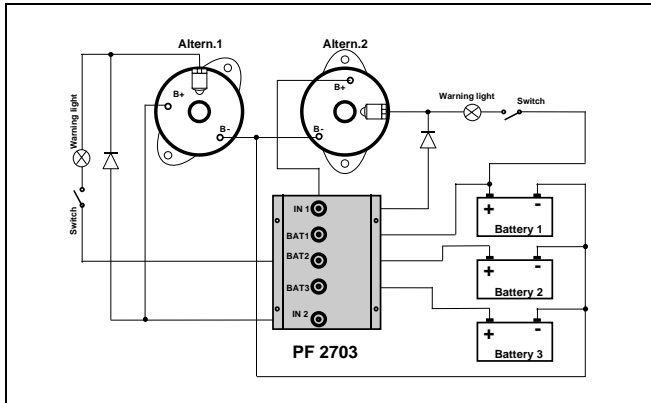 Altern.1
Altern.2
B+
B-
B+
B-
Warning light
Switch
Warning light
Switch
IN 1
BAT1
BAT2
BAT3
IN 2
PF 2703
+ -
Battery 1
+ -
Battery 2
+ -
Battery 3